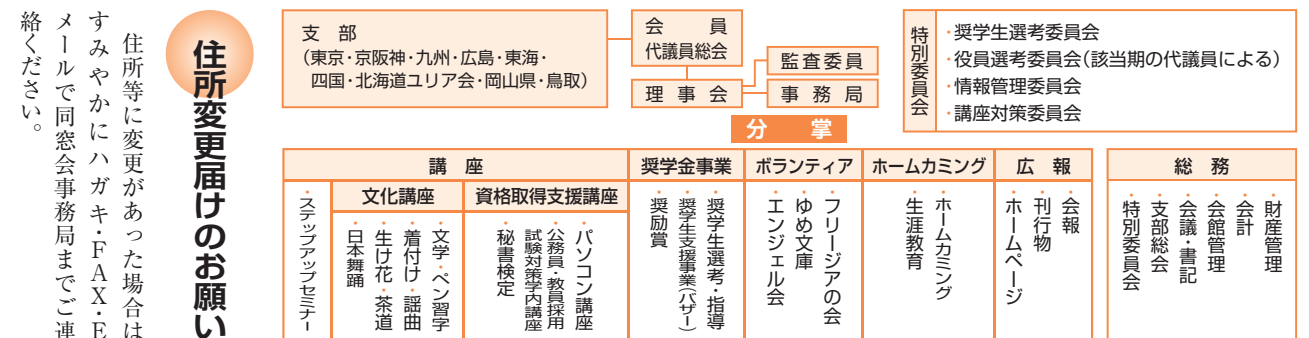 支 部
(東京・京阪神・九州・広島・東海・
四国・北海道ユリア会・岡山県・鳥取)
会 員
代議員総会
監査委員
理 事 会
事 務 局
特別委員会
・奨学生選考委員会
・役員選考委員会(該当期の代議員による)
・情報管理委員会
・講座対策委員会
分 掌
講 座
・ステップアップセミナー
文化講座
・文学・ペン習字
・着付け・謡曲
・生け花・茶道
・日本舞踊
資格取得支援講座
・パソコン講座
・公務員・教員採用
試験対策学内講座
・秘書検定
奨学金事業
・奨学生選考・指導
・奨学生支援事業(バザー)
・奨励賞
ボランティア
・フリージアの会
・ゆめ文庫
・エンジェル会
ホームカミング
・ホームカミング
・生涯教育
広 報
・会報
・刊行物
・ホームページ
総 務
・財産管理
・会計
・会館管理
・会議・書記
・支部総会
・特別委員会
住所変更届けのお願い
住所等に変更があった場合は
すみやかにハガキ・FAX・E
メールで同窓会事務局までご連
絡ください。